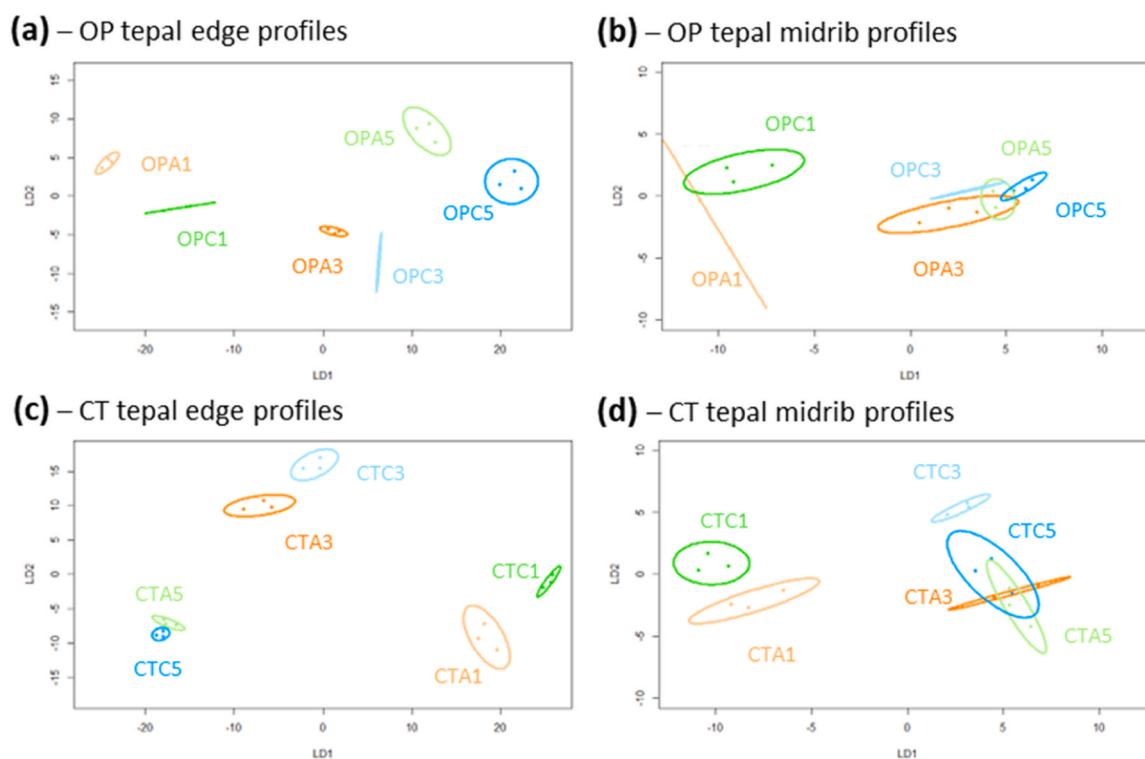 (a) – OP tepal edge profiles
15
10
5
0
-5
-10
-15
LD2
OPA1
OPC1
OPA3
OPC3
OPA5
OPC5
-20
-10
0
10
20
LD1
(b) – OP tepal midrib profiles
10
5
0
-5
-10
LD2
OPC1
OPA1
OPC3
OPA5
OPC5
OPA3
-10
-5
0
5
10
LD1
(c) – CT tepal edge profiles
15
10
5
0
-5
-10
-15
LD2
CTC3
CTA3
CTC1
CTA5
CTC5
CTA1
-20
-10
0
10
20
LD1
(d) – CT tepal midrib profiles
10
5
0
-5
-10
LD2
CTC3
CTC1
CTC5
CTA3
CTA1
CTA5
-10
-5
0
5
10
LD1